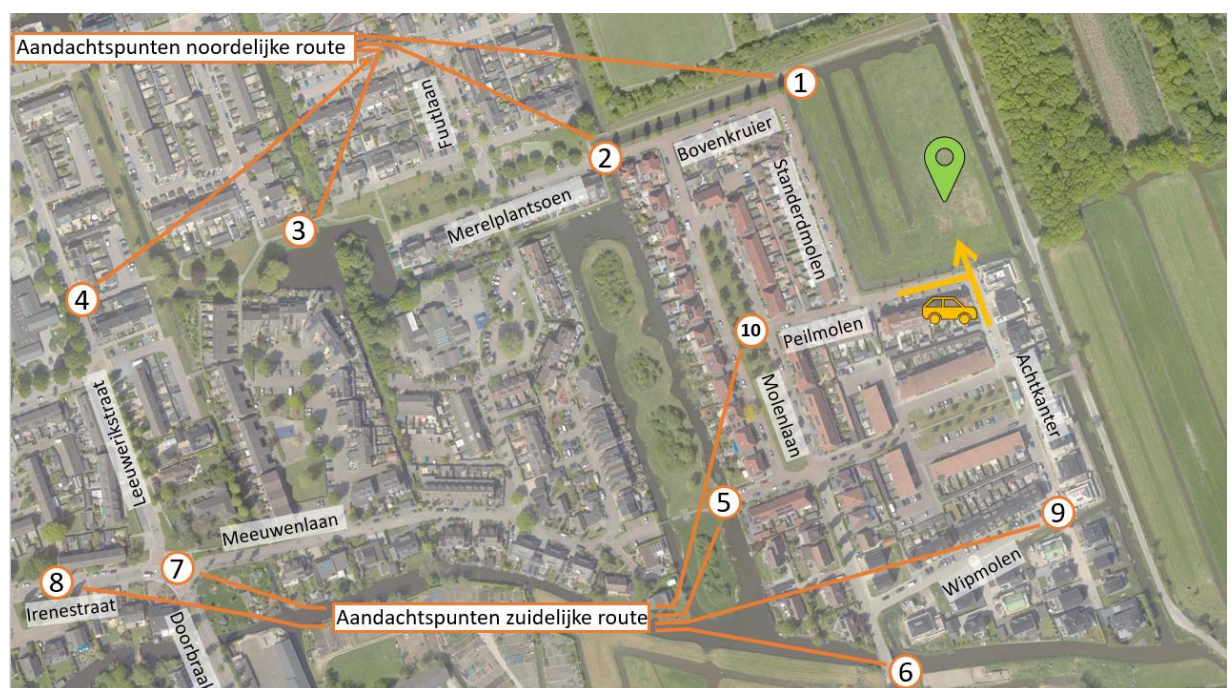 Aandachtspunten noordelijke route
1
Fuutlaan
2
Bovenkruier
Standerdmolen
Merelplantsoen
3
4
10
Peilmolen
Achtkanter
Molenlaan
Leeuwerikstraat
5
9
Meeuwenlaan
Wipmolen
7
8
Irenestraat
Aandachtspunten zuidelijke route
Doorbraak
6